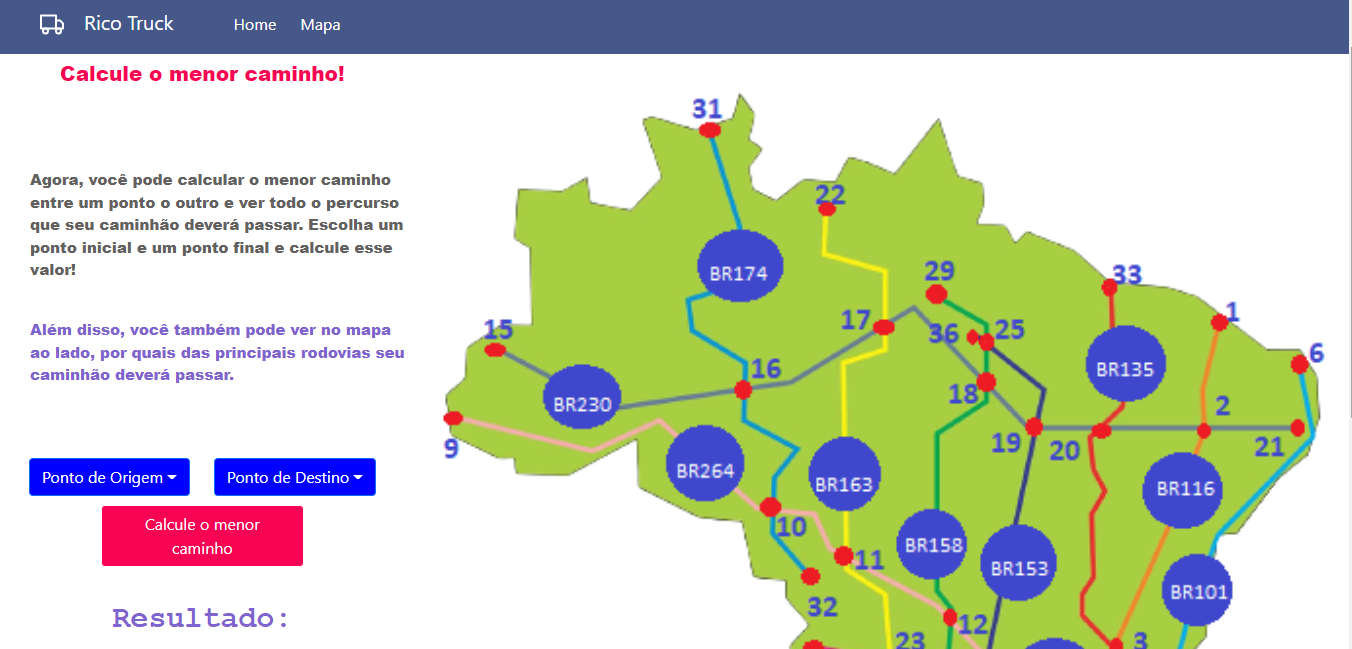 Rico Truck
Home
Mapa
Calcule o menor caminho!
Agora, você pode calcular o menor caminho
entre um ponto o outro e ver todo o percurso
que seu caminhão deverá passar. Escolha um
ponto inicial e um ponto final e calcule esse
valor!
Além disso, você também pode ver no mapa
ao lado, por quais das principais rodovias seu
caminhão deverá passar.
Ponto de Origem
Ponto de Destino
Calcule o menor
caminho
Resultado:
31
22
BR174
29
33
1
15
17
36
25
6
16
BR135
BR230
18
2
9
19
20
21
BR264
BR163
BR116
10
11
BR158
BR153
BR101
32
12
23
3